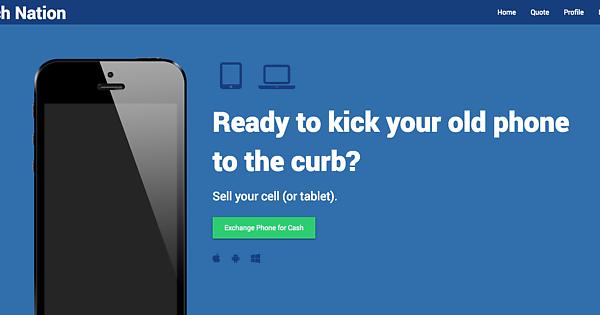 ch Nation
Home Quote Profile
Ready to kick your old phone
to the curb?
Sell your cell (or tablet).
Exchange Phone for Cash